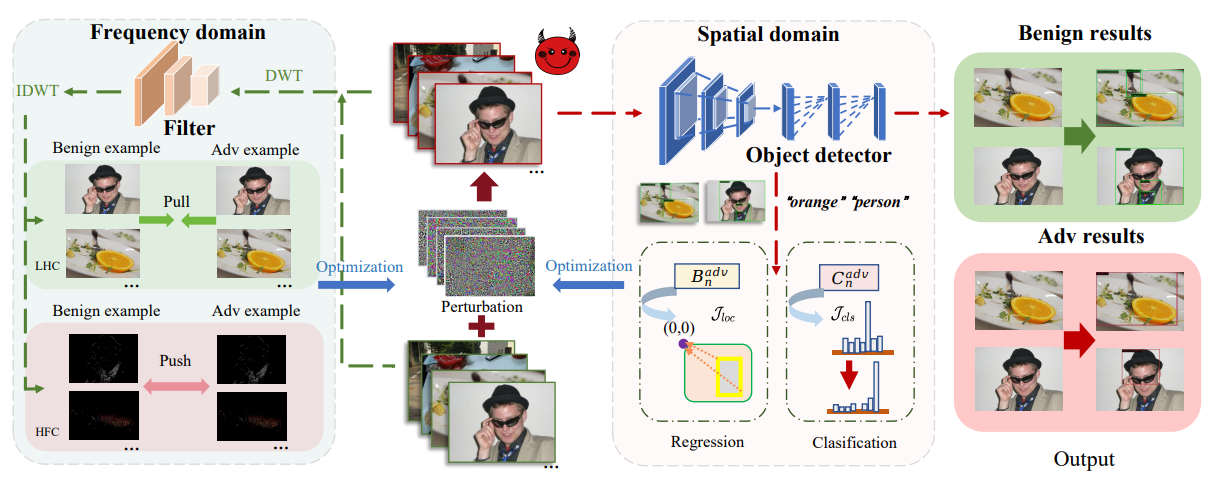 Frequency domain
IDWT
DWT
Filter
Benign example
Adv example
Pull
LHC
...
...
Benign example
Adv example
Push
HFC
...
...
...
Optimization
Optimization
Perturbation
...
Spatial domain
Object detector
"orange" "person"
B_n^{adv}
J_{loc}
(0,0)
C_n^{adv}
J_{cls}
Regression
Clasification
Benign results
Adv results
Output